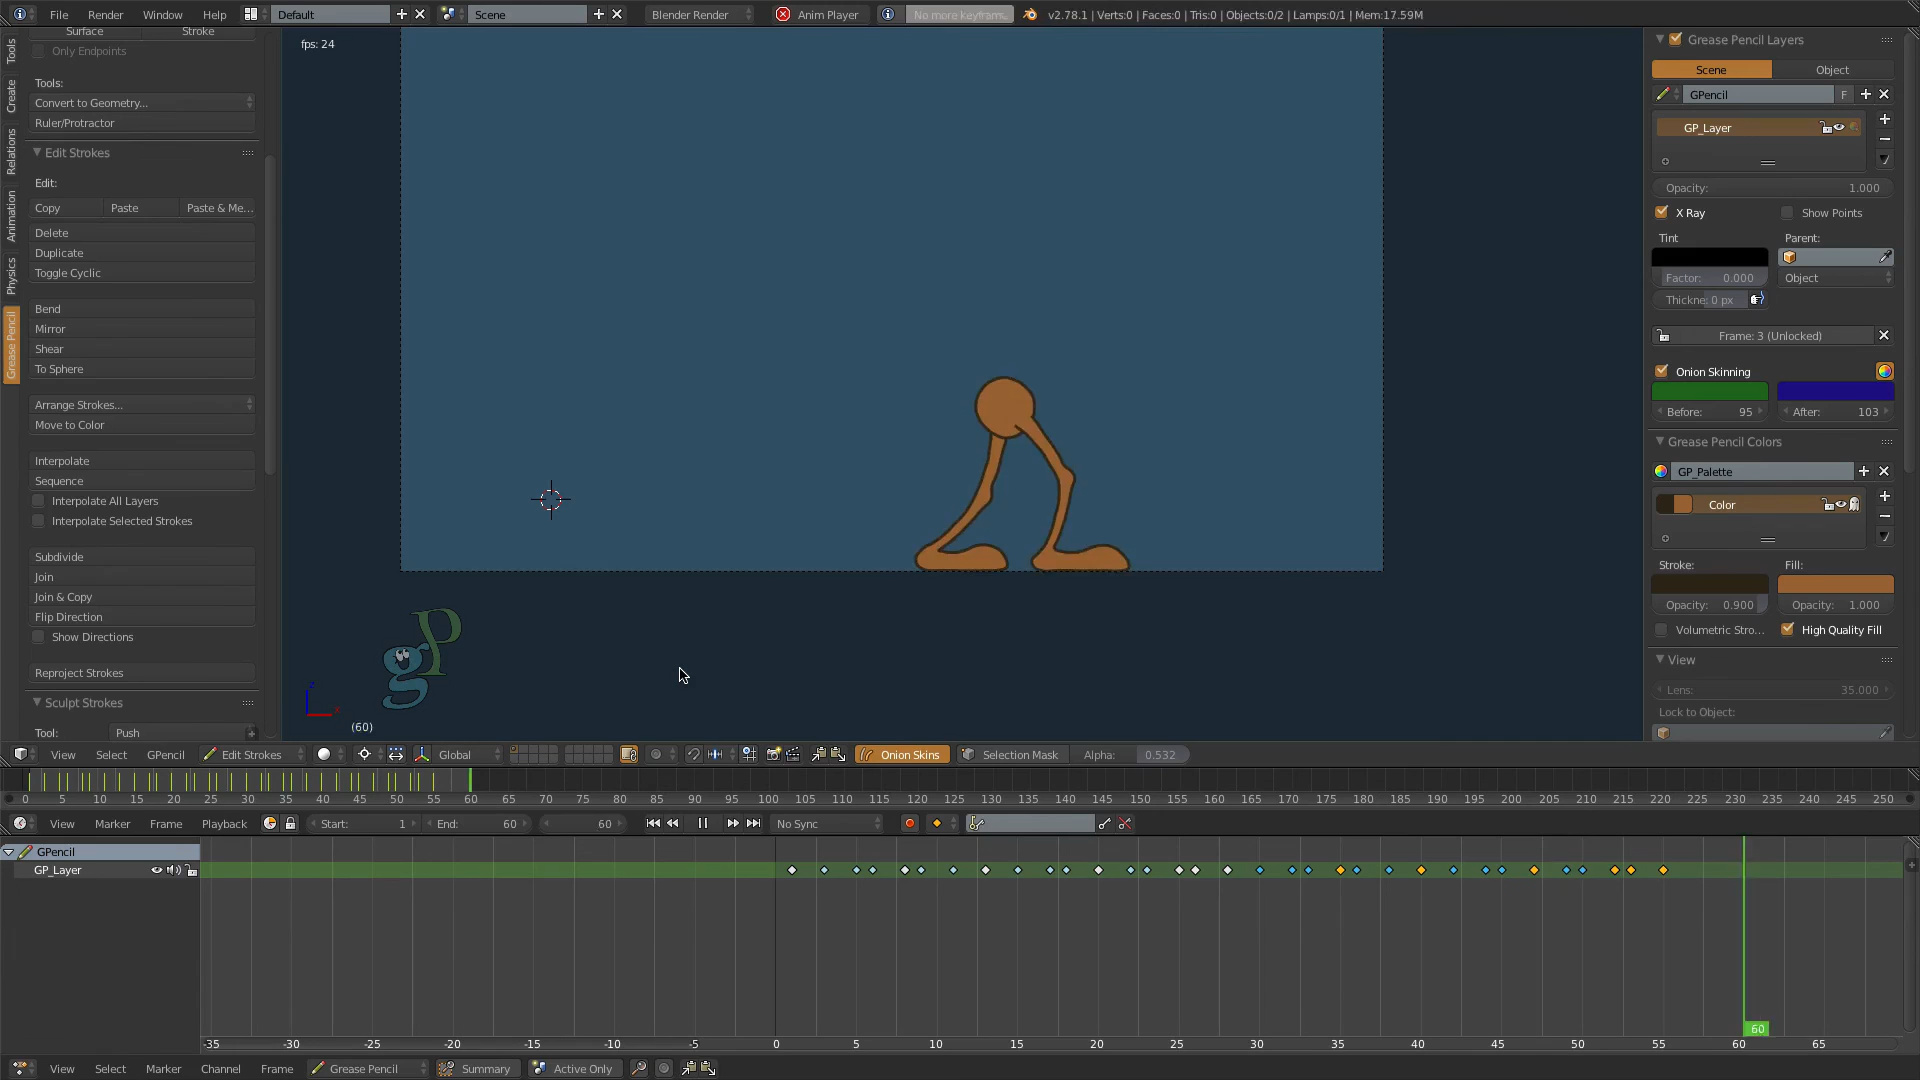 File Render Window Help Default Scene Blender Render Anim Player No more keyfram.. v2.78.1 | Verts:0 | Faces:0 | Tris:0 | Objects:0/2 | Lamps:0/1 | Mem:17.59M
Tools
Create
Relations
Animation
Physics
Grease Pencil
Surface Stroke
Only Endpoints
Tools:
Convert to Geometry...
Ruler/Protractor
Edit Strokes
Edit:
Copy Paste Paste & Me...
Delete
Duplicate
Toggle Cyclic
Bend
Mirror
Shear
To Sphere
Arrange Strokes...
Move to Color
Interpolate
Sequence
Interpolate All Layers
Interpolate Selected Strokes
Subdivide
Join
Join & Copy
Flip Direction
Show Directions
Reproject Strokes
Sculpt Strokes
Tool: Push
fps: 24
gP
(60)
Grease Pencil Layers
Scene Object
GPencil F
GP_Layer
Opacity: 1.000
X Ray Show Points
Tint Parent:
Factor: 0.000 Object
Thickne: 0 px
Frame: 3 (Unlocked)
Onion Skinning
Before: 95 After: 103
Grease Pencil Colors
GP_Palette
Color
Stroke: Fill:
Opacity: 0.900 Opacity: 1.000
Volumetric Stro... High Quality Fill
View
Lens: 35.000
Lock to Object:
View Select GPencil Edit Strokes Global Onion Skins Selection Mask Alpha: 0.532
0 5 10 15 20 25 30 35 40 45 50 55 60 65 70 75 80 85 90 95 100 105 110 115 120 125 130 135 140 145 150 155 160 165 170 175 180 185 190 195 200 205 210 215 220 225 230 235 240 245 250
View Marker Frame Playback Start: 1 End: 60 60 No Sync
GPencil
GP_Layer
60
-35 -30 -25 -20 -15 -10 -5 0 5 10 15 20 25 30 35 40 45 50 55 60 65
View Select Marker Channel Frame Grease Pencil Summary Active Only